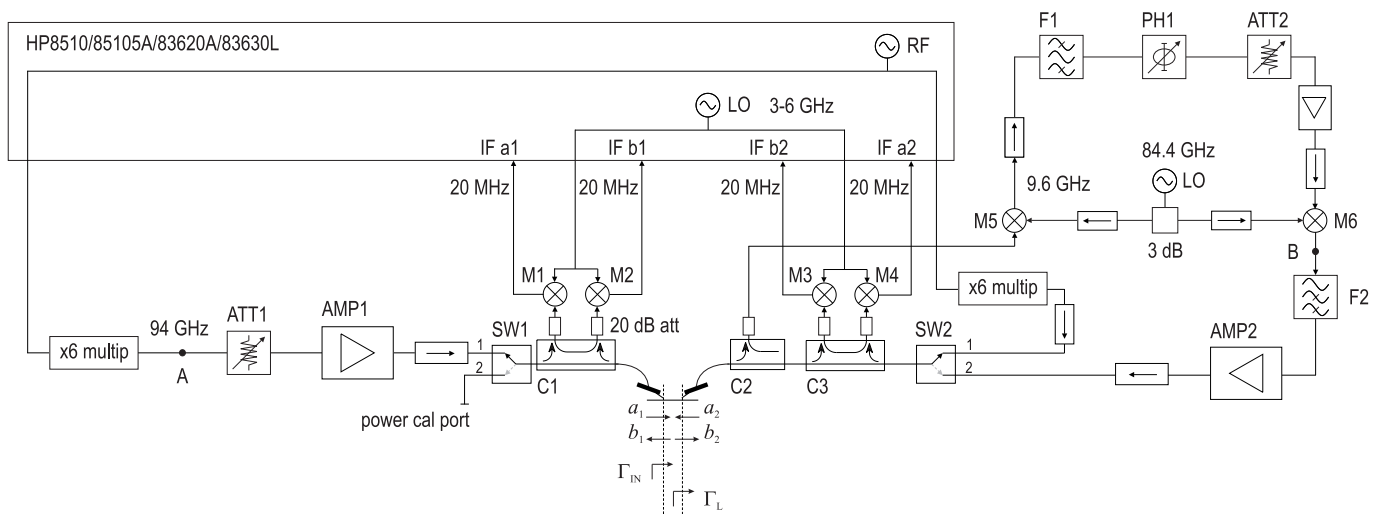 F1
PH1
ATT2
HP8510/85105A/83620A/83630L
RF
LO
3-6 GHz
IF a1
IF b1
IF b2
IF a2
20 MHz
20 MHz
20 MHz
20 MHz
9.6 GHz
84.4 GHz
LO
M5
M6
3 dB
B
M1
M2
M3
M4
x6 multip
F2
94 GHz
ATT1
AMP1
20 dB att
SW1
SW2
AMP2
x6 multip
A
1
2
C1
C2
C3
1
2
power cal port
a1
a2
b1
b2
ΓIN
ΓL